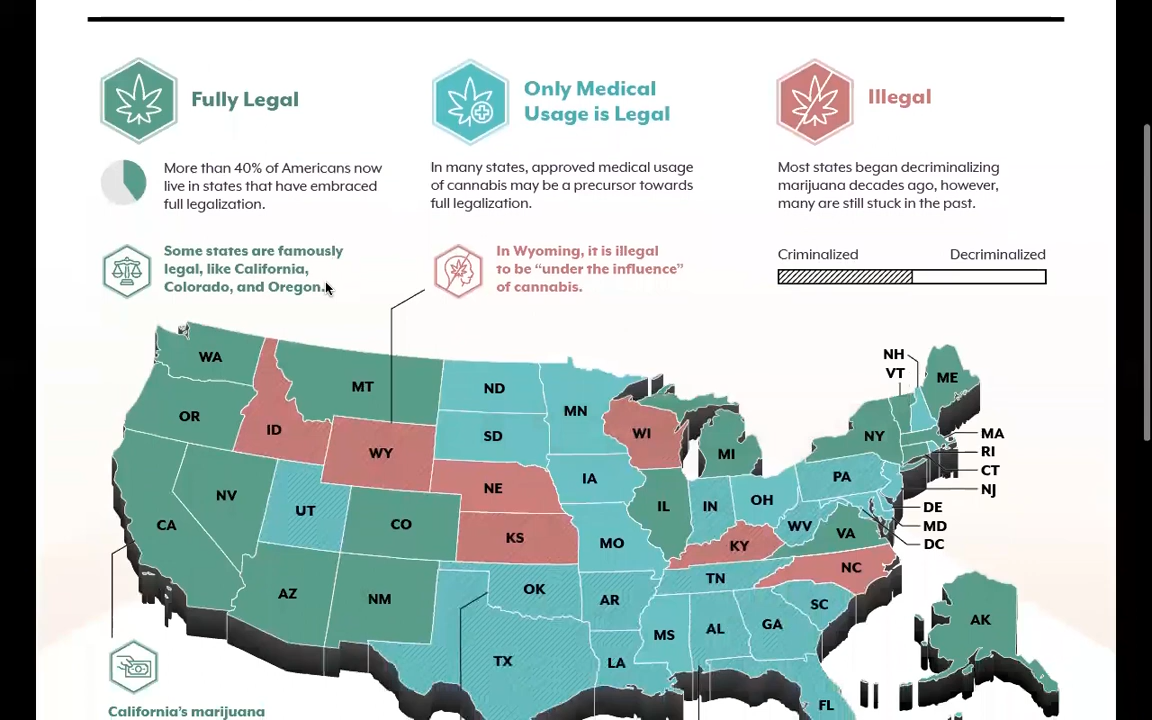 Fully Legal
More than 40% of Americans now
live in states that have embraced
full legalization.
Some states are famously
legal, like California,
Colorado, and Oregon.
Only Medical
Usage is Legal
In many states, approved medical usage
of cannabis may be a precursor towards
full legalization.
In Wyoming, it is illegal
to be “under the influence”
of cannabis.
Illegal
Most states began decriminalizing
marijuana decades ago, however,
many are still stuck in the past.
Criminalized Decriminalized
WA
MT
ND
MN
OR
ID
WY
SD
WI
MI
NY
NH
VT
ME
MA
RI
CT
NJ
NV
UT
CO
NE
IA
IL
IN
OH
PA
DE
MD
DC
CA
KS
MO
KY
WV
VA
AZ
NM
OK
AR
TN
NC
SC
TX
LA
MS
AL
GA
FL
AK
California’s marijuana